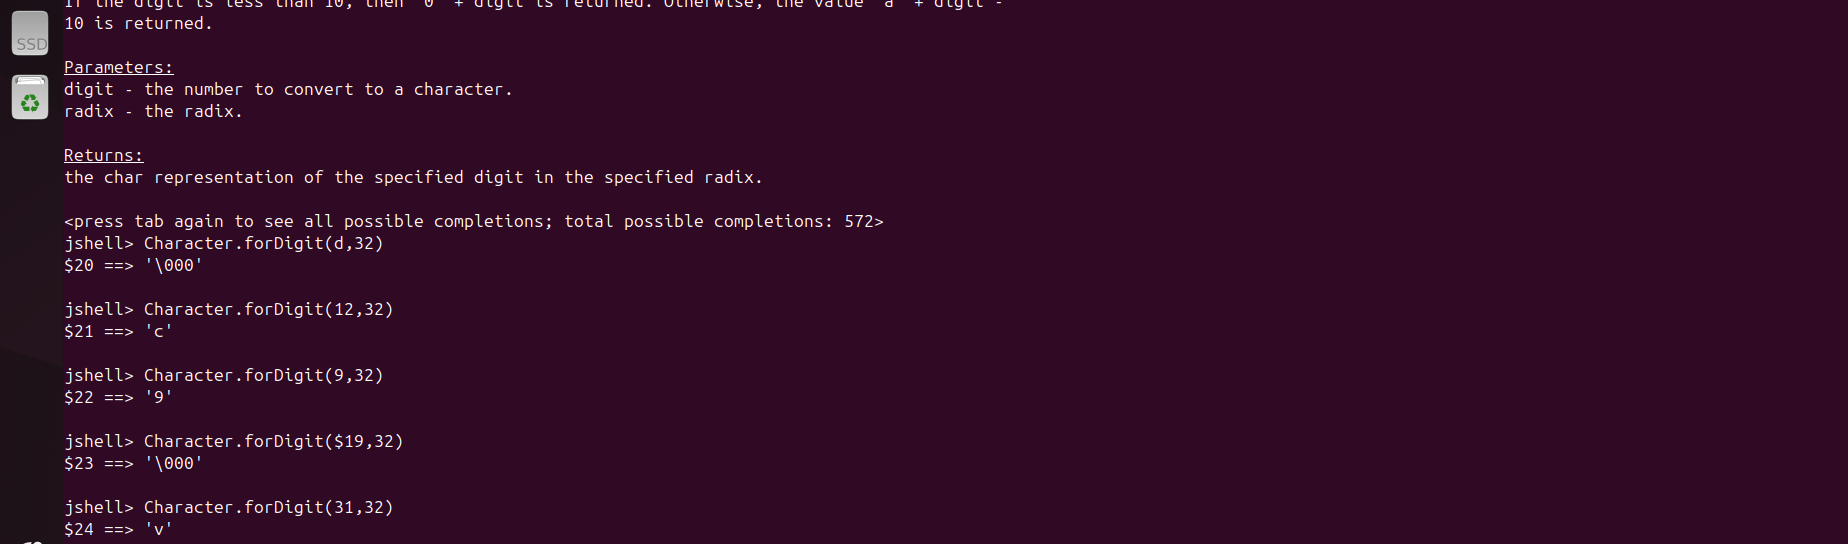 If the digit is less than 10, then '0' + digit is returned. Otherwise, the value 'a' + digit -
10 is returned.
SSD
Parameters:
digit - the number to convert to a character.
radix - the radix.
Returns:
the char representation of the specified digit in the specified radix.
<press tab again to see all possible completions; total possible completions: 572>
jshell> Character.forDigit(d,32)
$20 ==> '\000'
jshell> Character.forDigit(12,32)
$21 ==> 'c'
jshell> Character.forDigit(9,32)
$22 ==> '9'
jshell> Character.forDigit($19,32)
$23 ==> '\000'
jshell> Character.forDigit(31,32)
$24 ==> 'v'